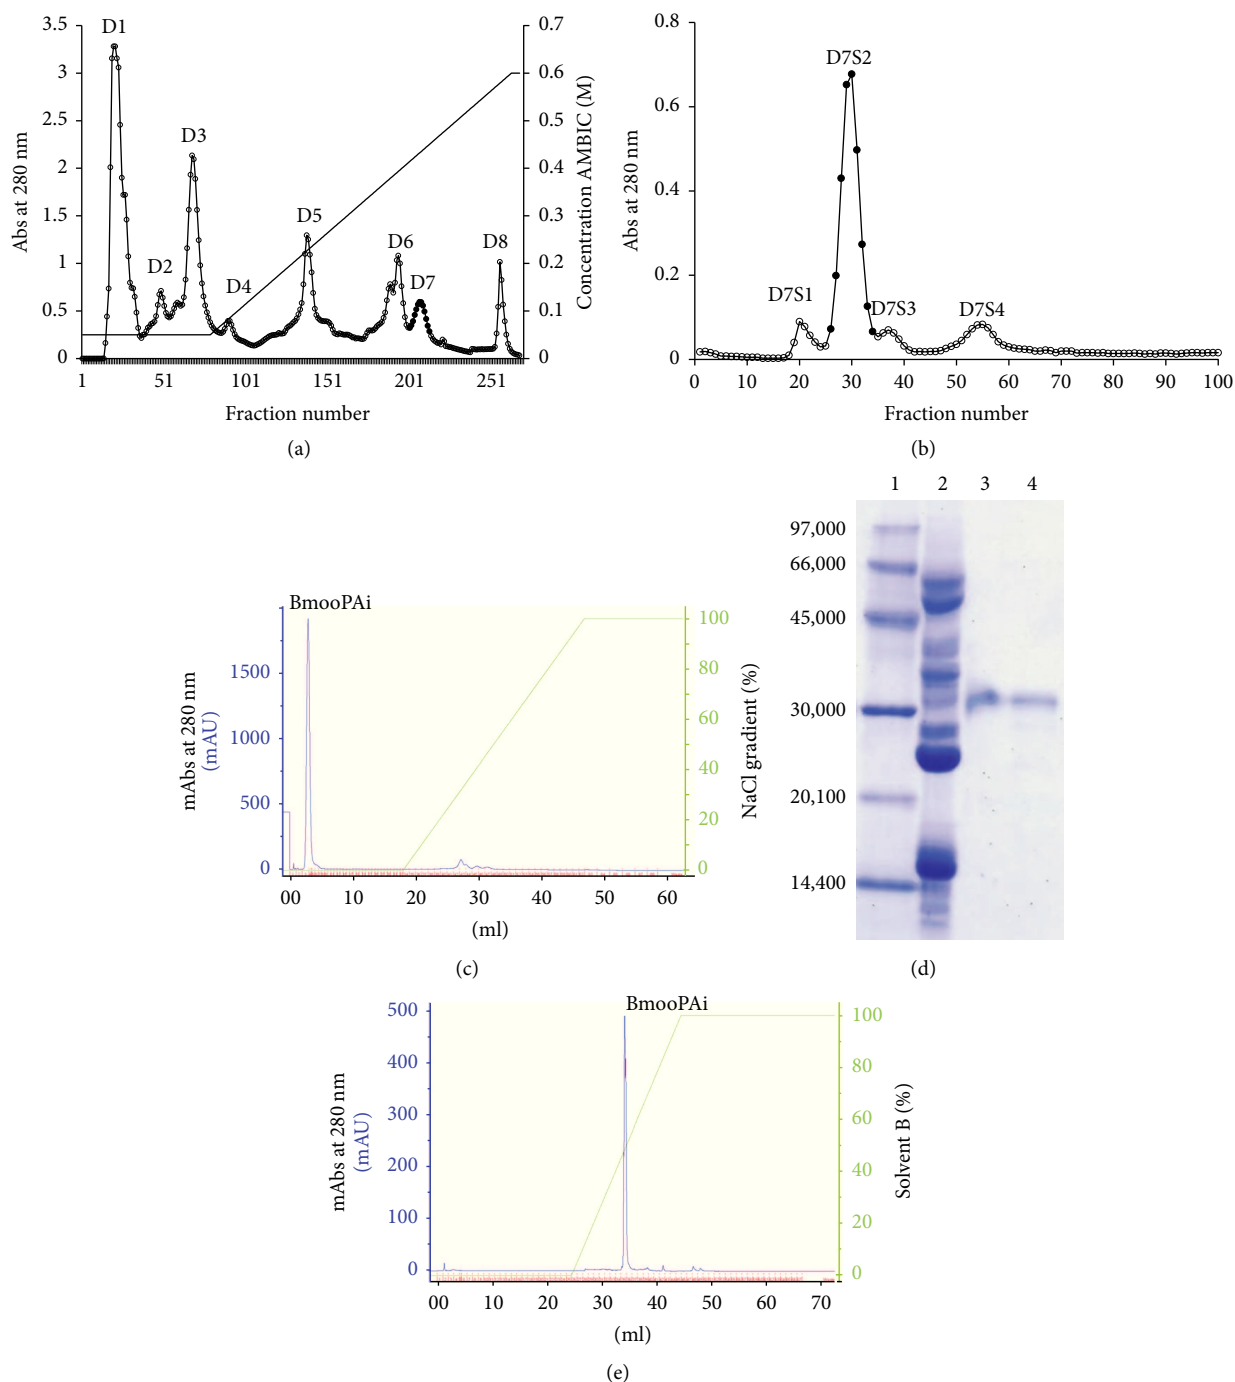 3.5
3
2.5
2
1.5
1
0.5
0
Abs at 280 nm
D1
D2
D3
D4
D5
D6
D7
D8
0.7
0.6
0.5
0.4
0.3
0.2
0.1
0
Concentration AMBIC (M)
1 51 101 151 201 251
Fraction number
(a)
0.8
0.6
0.4
0.2
0
Abs at 280 nm
D7S1
D7S2
D7S3
D7S4
0 10 20 30 40 50 60 70 80 90 100
Fraction number
(b)
BmooPAi
1500
1000
500
0
mAbs at 280 nm
(mAU)
100
80
60
40
20
0
NaCl gradient (%)
00 10 20 30 40 50 60
(ml)
(c)
1 2 3 4
97,000
66,000
45,000
30,000
20,100
14,400
(d)
BmooPAi
500
400
300
200
100
0
mAbs at 280 nm
(mAU)
100
80
60
40
20
0
Solvent B (%)
00 10 20 30 40 50 60 70
(ml)
(e)